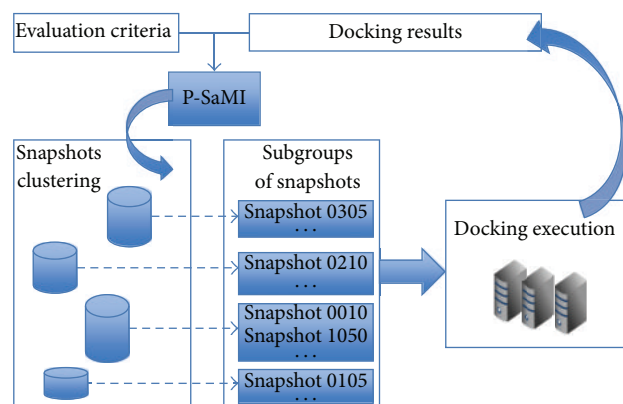 Evaluation criteria
Docking results
P-SaMI
Snapshots
clustering
Subgroups
of snapshots
Snapshot 0305
...
Snapshot 0210
...
Snapshot 0010
Snapshot 1050
...
Snapshot 0105
...
Docking execution